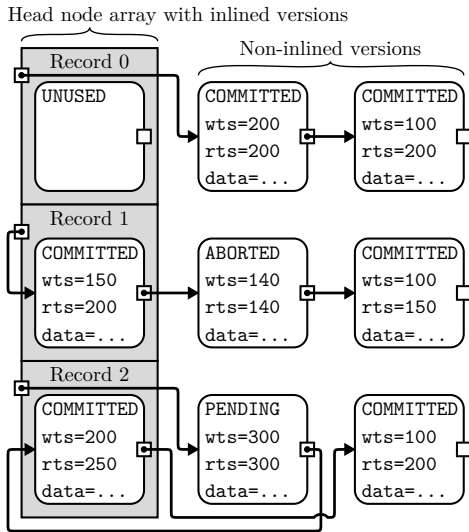 Head node array with inlined versions
Non-inlined versions
Record 0
UNUSED
COMMITTED
wts=200
rts=200
data=...
COMMITTED
wts=100
rts=200
data=...
Record 1
COMMITTED
wts=150
rts=200
data=...
ABORTED
wts=140
rts=140
data=...
COMMITTED
wts=100
rts=150
data=...
Record 2
COMMITTED
wts=200
rts=250
data=...
PENDING
wts=300
rts=300
data=...
COMMITTED
wts=100
rts=200
data=...